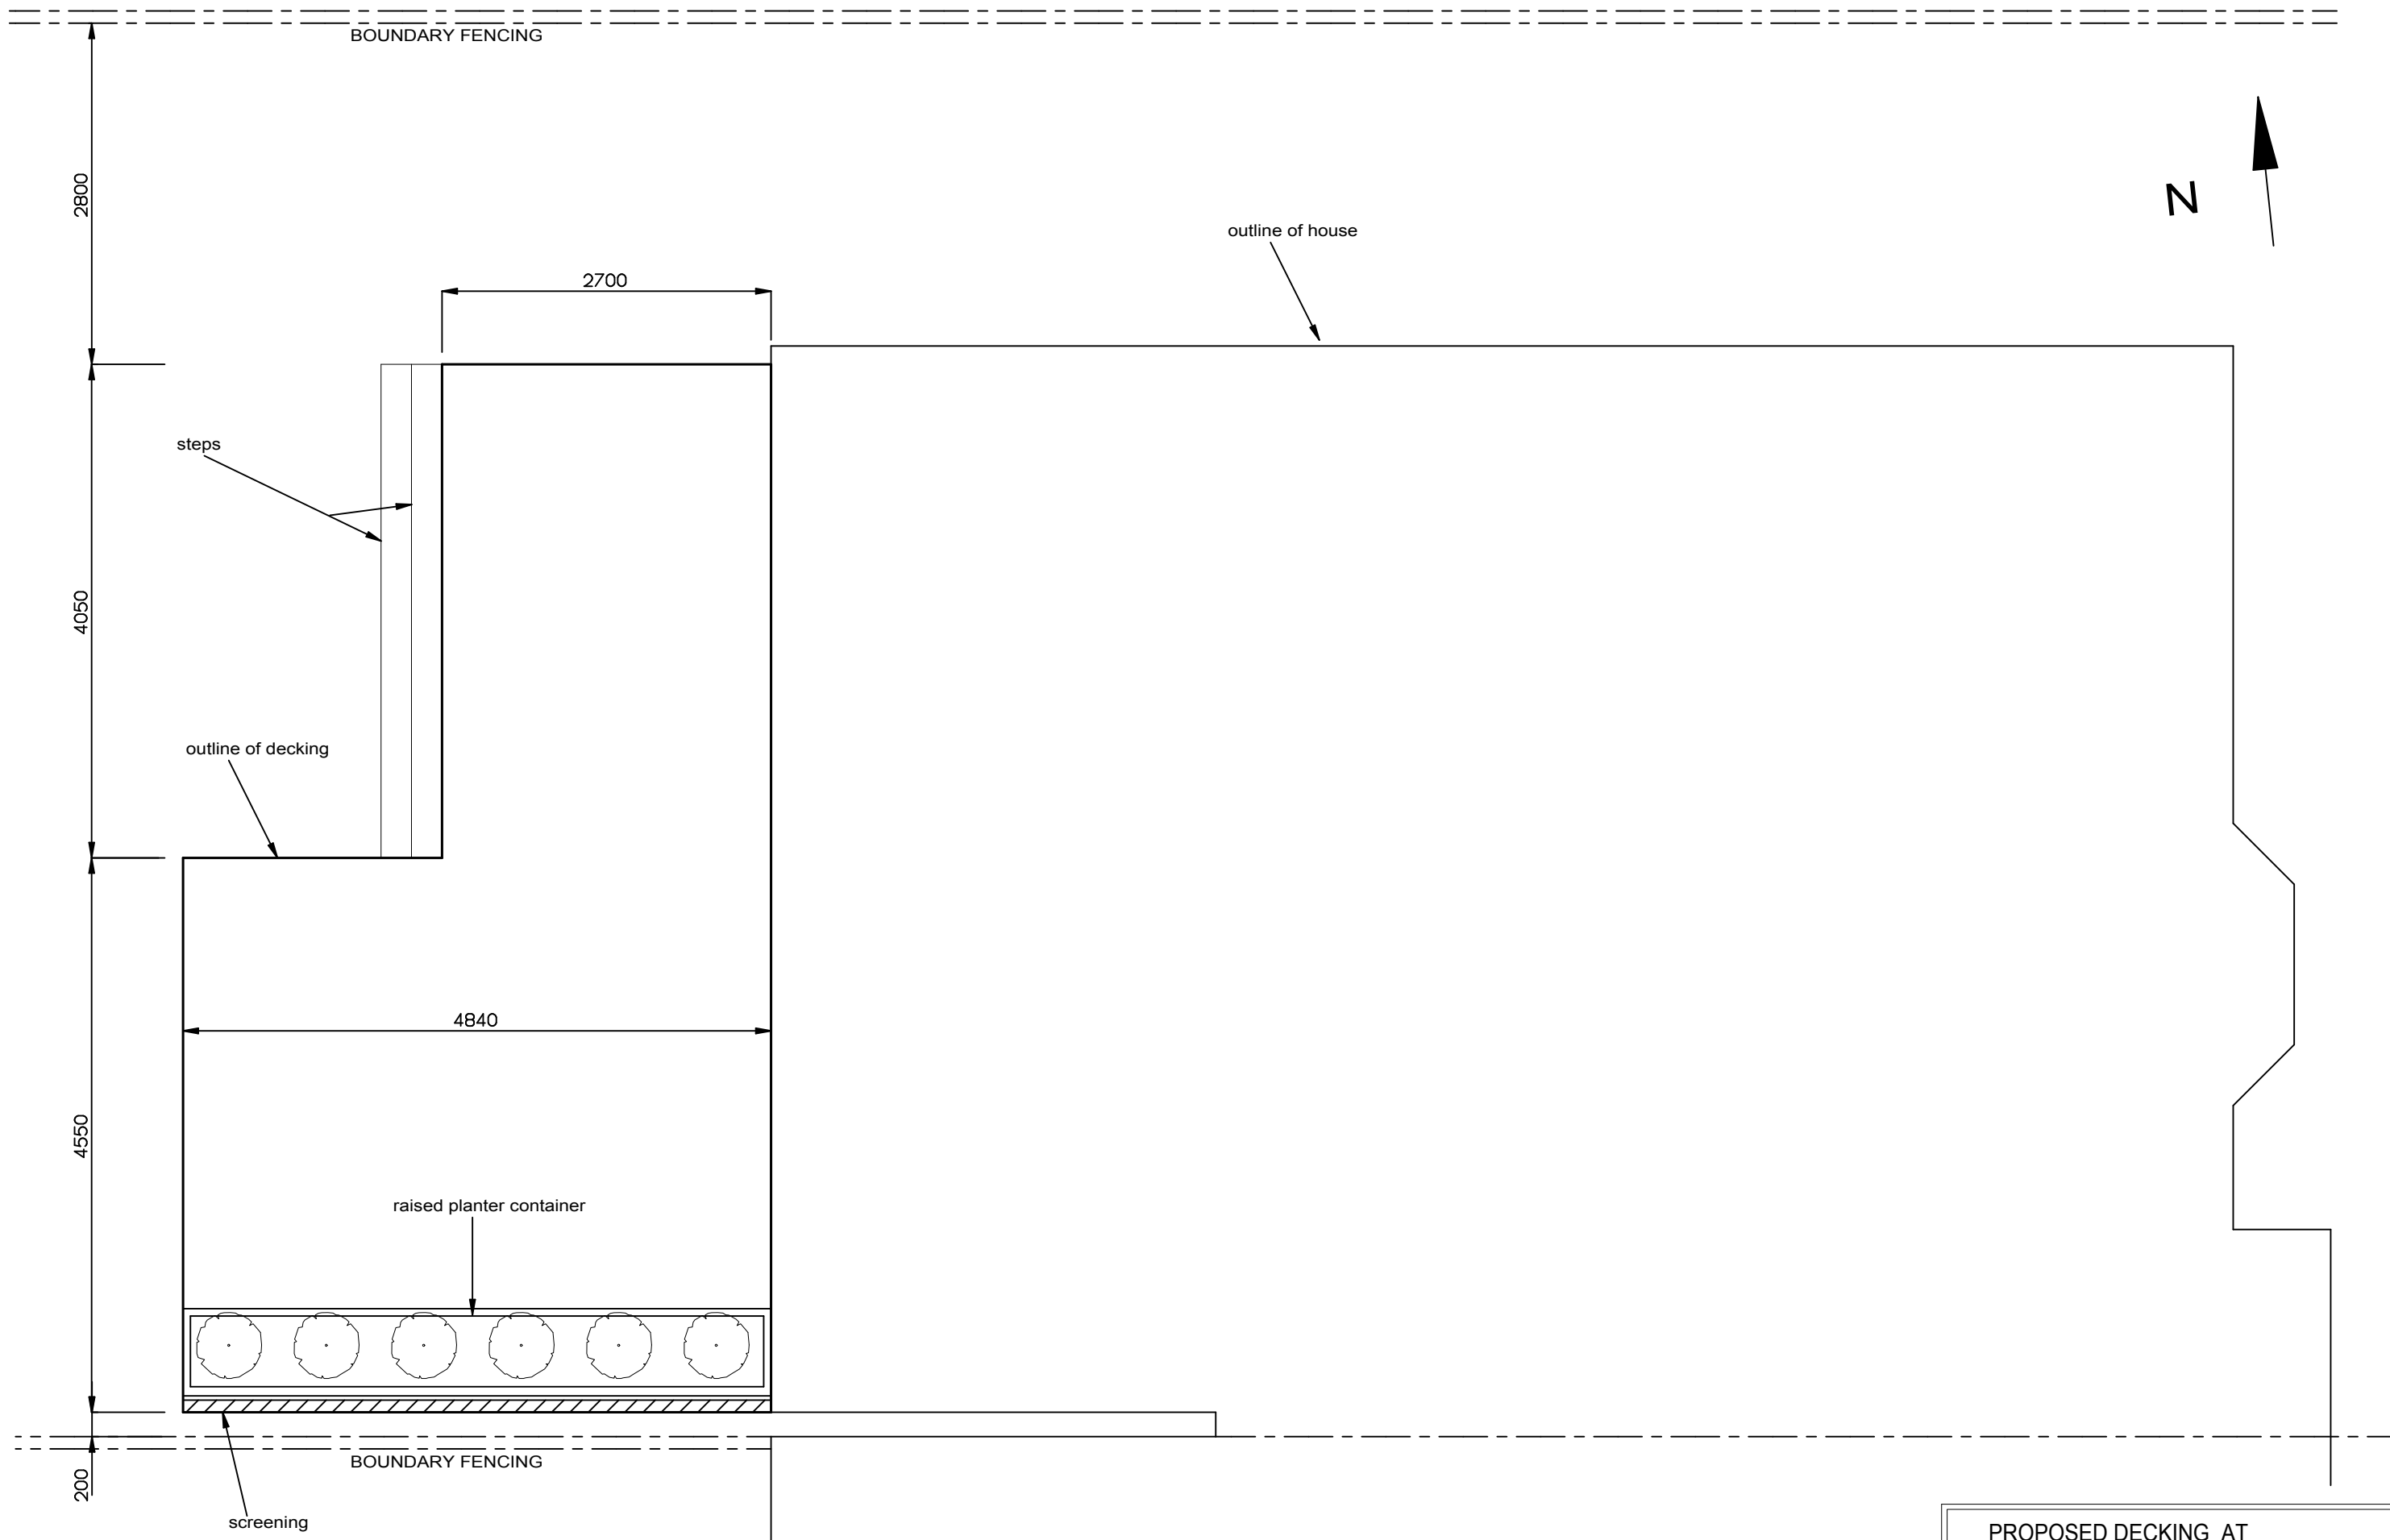 BOUNDARY FENCING
2800
N
outline of house
2700
steps
4050
outline of decking
4840
4550
raised planter container
BOUNDARY FENCING
200
screening
PROPOSED DECKING AT